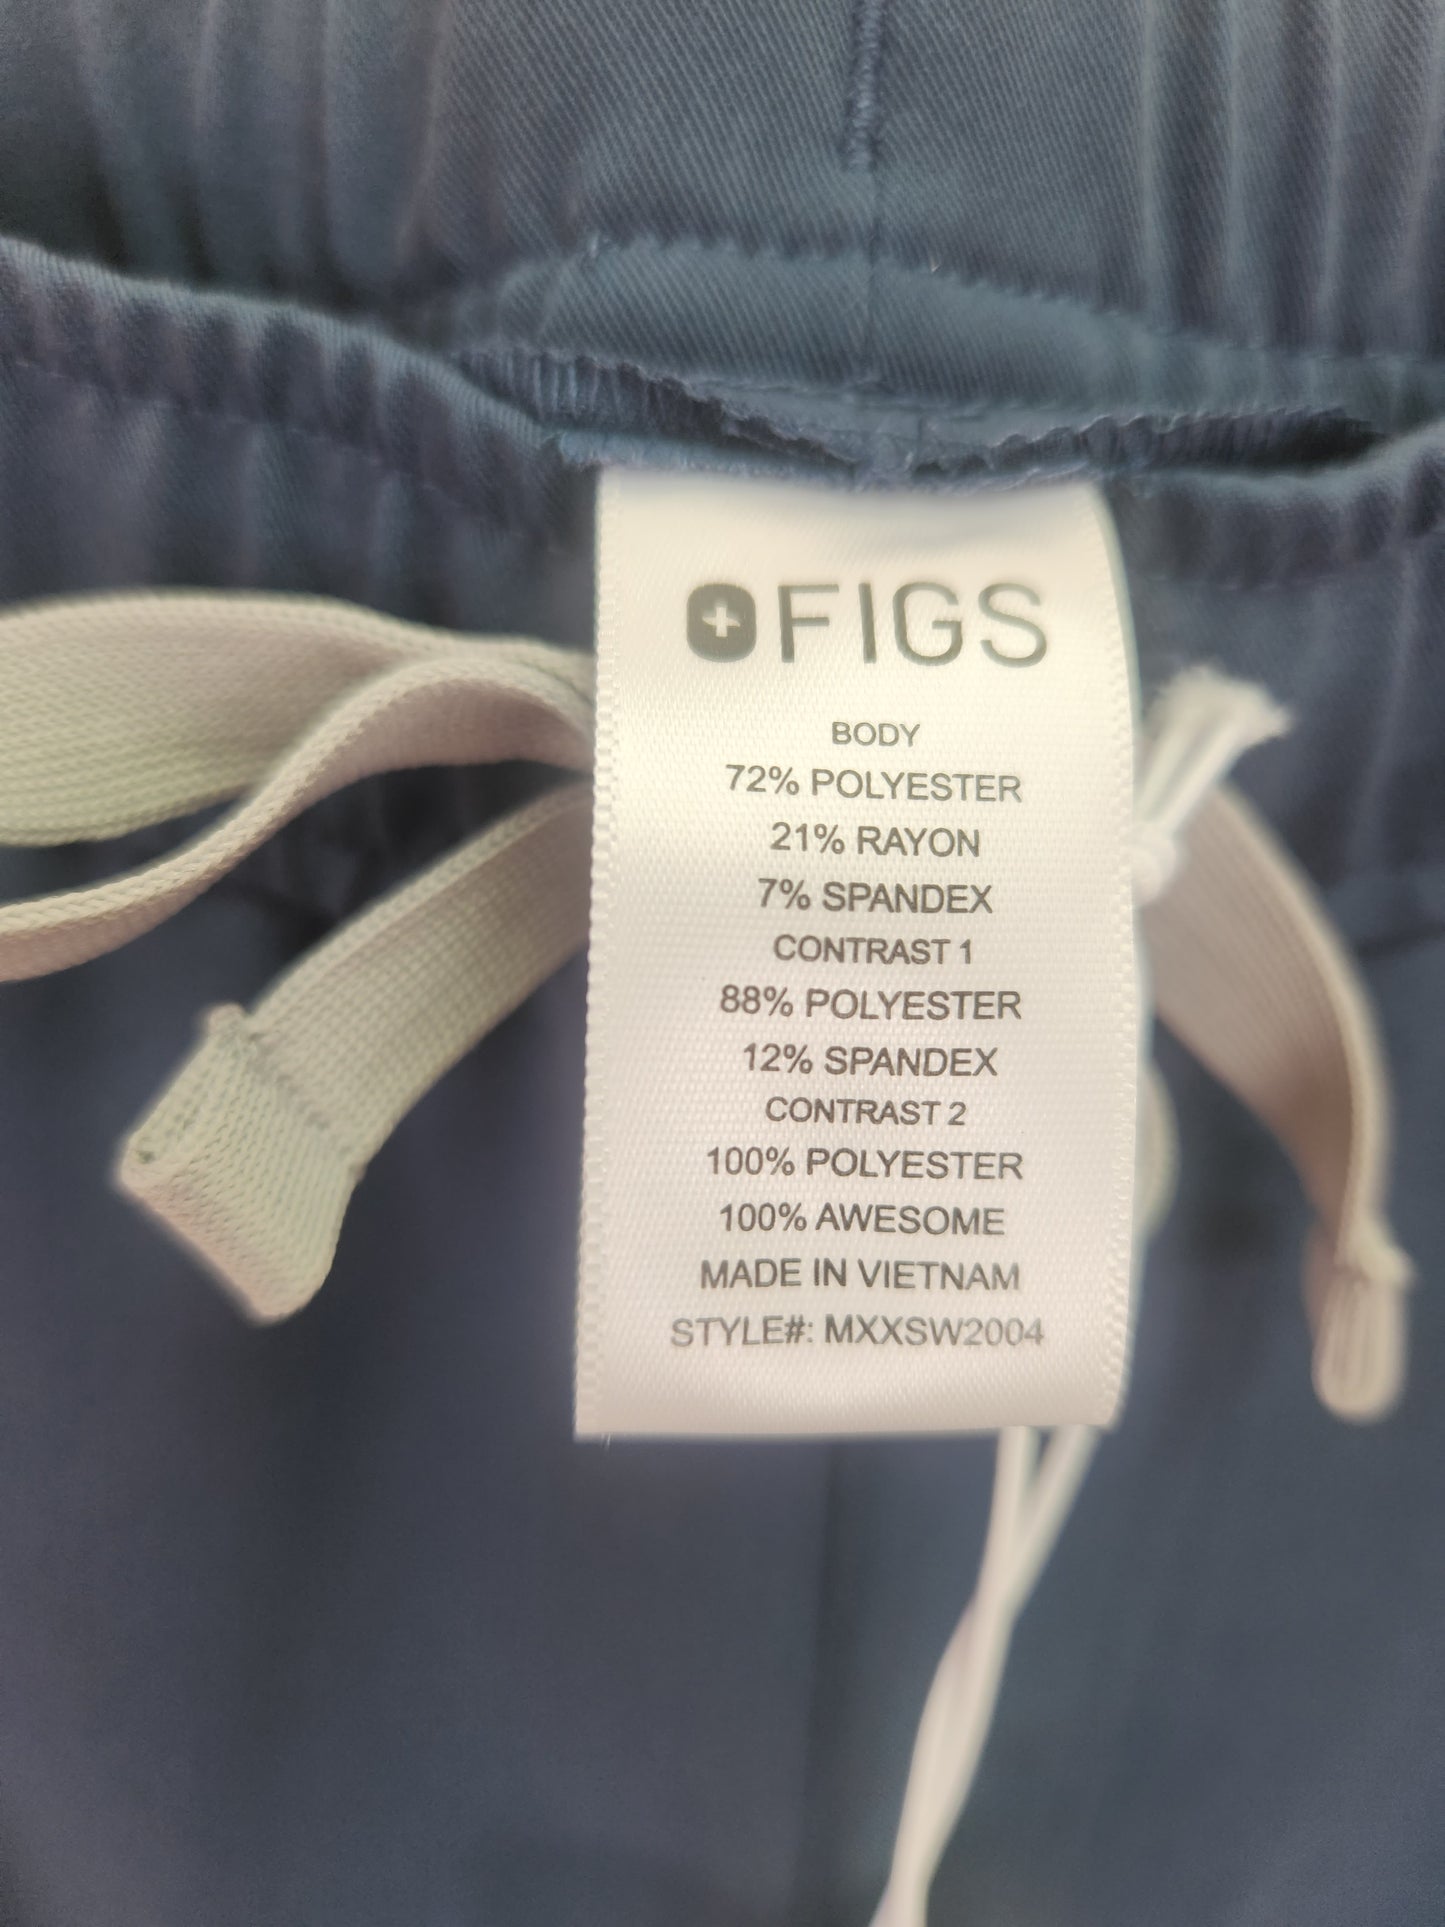 FIGS
BODY
72% POLYESTER
21% RAYON
7% SPANDEX
CONTRAST 1
88% POLYESTER
12% SPANDEX
CONTRAST 2
100% POLYESTER
100% AWESOME
MADE IN VIETNAM
STYLE#: MXXSW2004